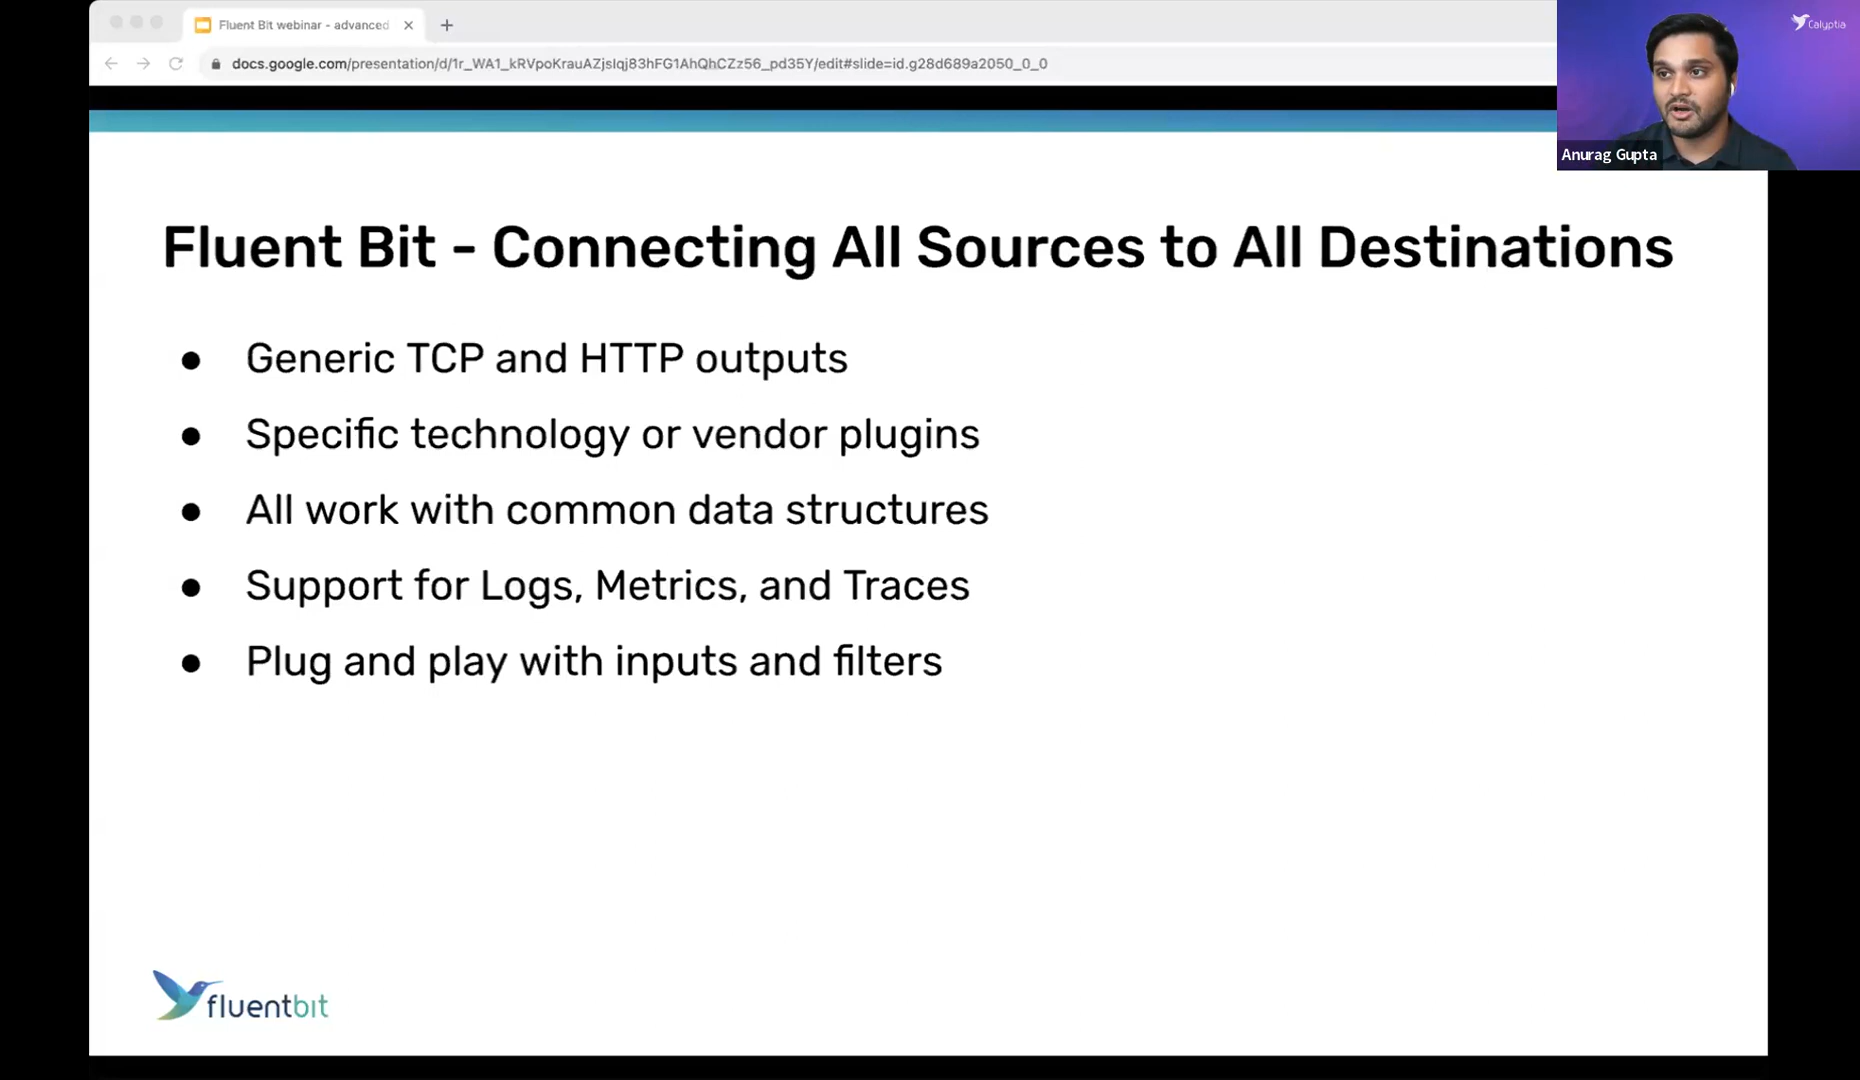 Fluent Bit webinar - advanced
docs.google.com/presentation/d/1r_WA1_kRVpoKrauAZjsIqj83hFG1AhQhCZz56_pd35Y/edit#slide=id.g28d689a2050_0_0
Calyptia
Anurag Gupta
Fluent Bit - Connecting All Sources to All Destinations
● Generic TCP and HTTP outputs
● Specific technology or vendor plugins
● All work with common data structures
● Support for Logs, Metrics, and Traces
● Plug and play with inputs and filters
fluentbit